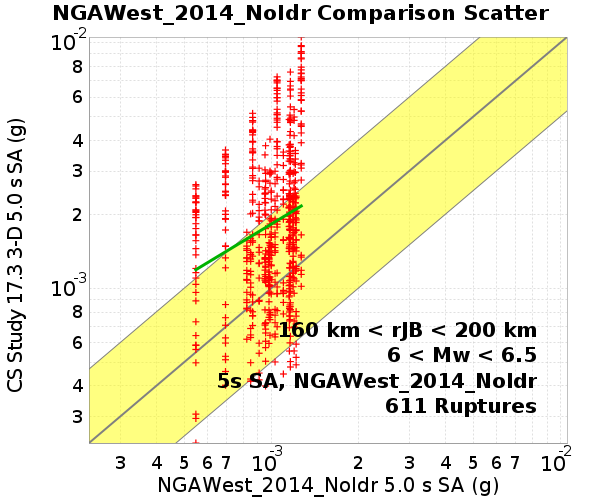 NGAWest_2014_NoIdr Comparison Scatter
CS Study 17.3 3-D 5.0 s SA (g)
10^-2
8
6
4
3
2
10^-3
8
6
4
3
160 km < rJB < 200 km
6 < Mw < 6.5
5s SA, NGAWest_2014_NoIdr
611 Ruptures
3 4 5 6 7 10^-3 2 3 4 5 6 7 10^-2
NGAWest_2014_NoIdr 5.0 s SA (g)